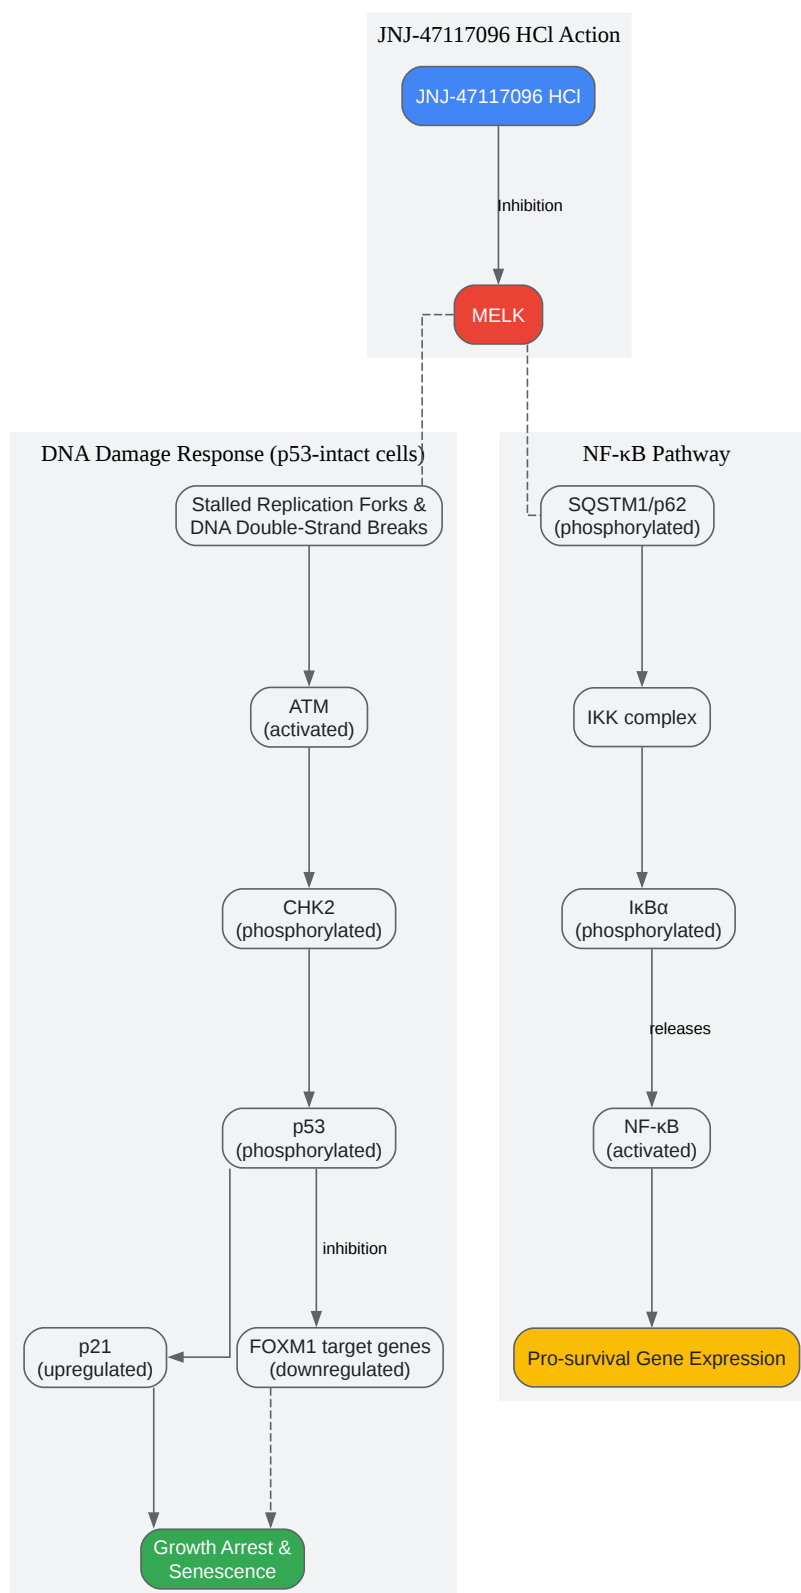 JNJ-47117096 HCl Action
JNJ-47117096 HCl
Inhibition
MELK
DNA Damage Response (p53-intact cells)
Stalled Replication Forks &
DNA Double-Strand Breaks
ATM
(activated)
CHK2
(phosphorylated)
p53
(phosphorylated)
inhibition
p21
(upregulated)
FOXM1 target genes
(downregulated)
Growth Arrest &
Senescence
NF-κB Pathway
SQSTM1/p62
(phosphorylated)
IKK complex
IκBα
(phosphorylated)
releases
NF-κB
(activated)
Pro-survival Gene Expression